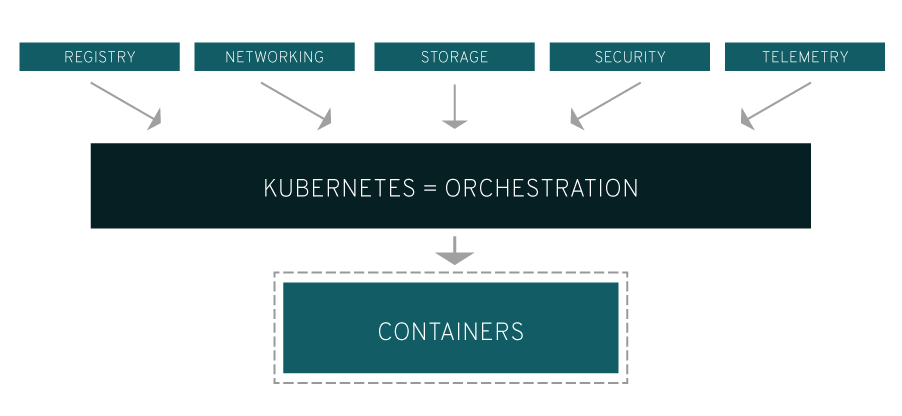 REGISTRY
NETWORKING
STORAGE
SECURITY
TELEMETRY
KUBERNETES = ORCHESTRATION
CONTAINERS